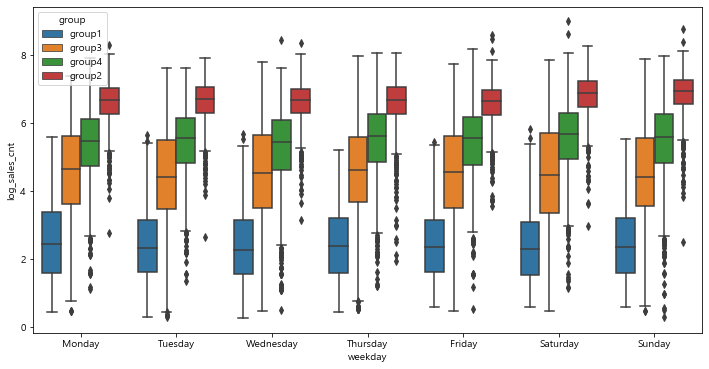 group
group1
group3
group4
group2
8
6
4
2
0
log_sales_cnt
Monday Tuesday Wednesday Thursday Friday Saturday Sunday
weekday